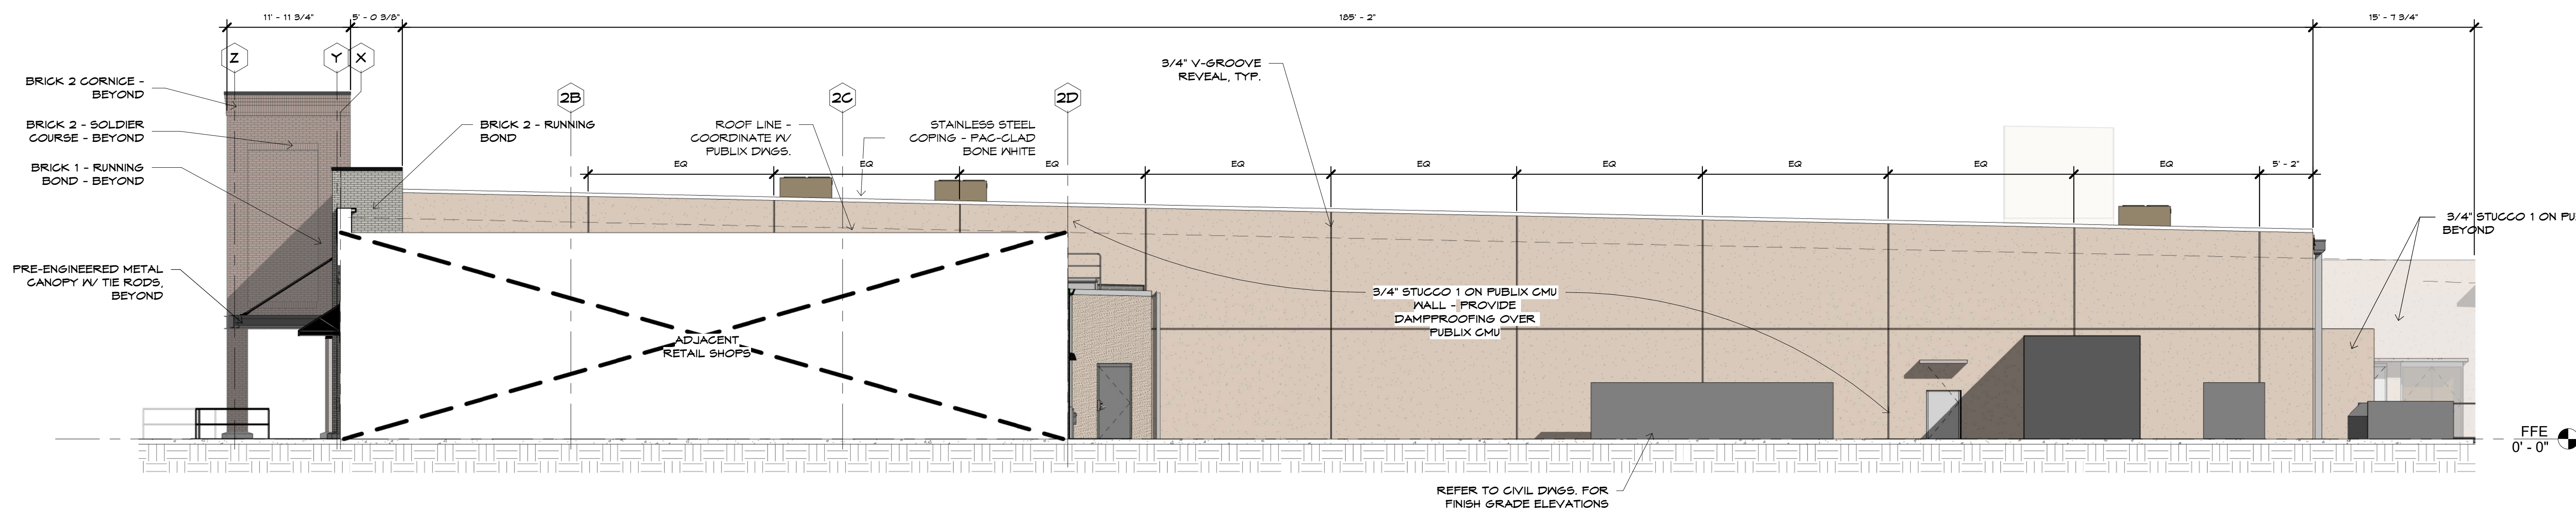 11' - 11 3/4"
5' - 0 3/8"
185' - 2"
15' - 7 3/4"
Z
Y
X
BRICK 2 CORNICE -
BEYOND
BRICK 2 - SOLDIER
COURSE - BEYOND
BRICK 1 - RUNNING
BOND - BEYOND
PRE-ENGINEERED METAL
CANOPY W/ TIE RODS,
BEYOND
BRICK 2 - RUNNING
BOND
2B
ROOF LINE -
COORDINATE W/
PUBLIX DWGS.
2C
STAINLESS STEEL
COPING - PAC-CLAD
BONE WHITE
2D
3/4" V-GROOVE
REVEAL, TYP.
EQ
EQ
EQ
EQ
EQ
EQ
EQ
EQ
EQ
5' - 2"
3/4" STUCCO 1 ON PU
BEYOND
3/4" STUCCO 1 ON PUBLIX CMU
WALL - PROVIDE
DAMPPROOFING OVER
PUBLIX CMU
ADJACENT
RETAIL SHOPS
FFE
0' - 0"
REFER TO CIVIL DWGS. FOR
FINISH GRADE ELEVATIONS